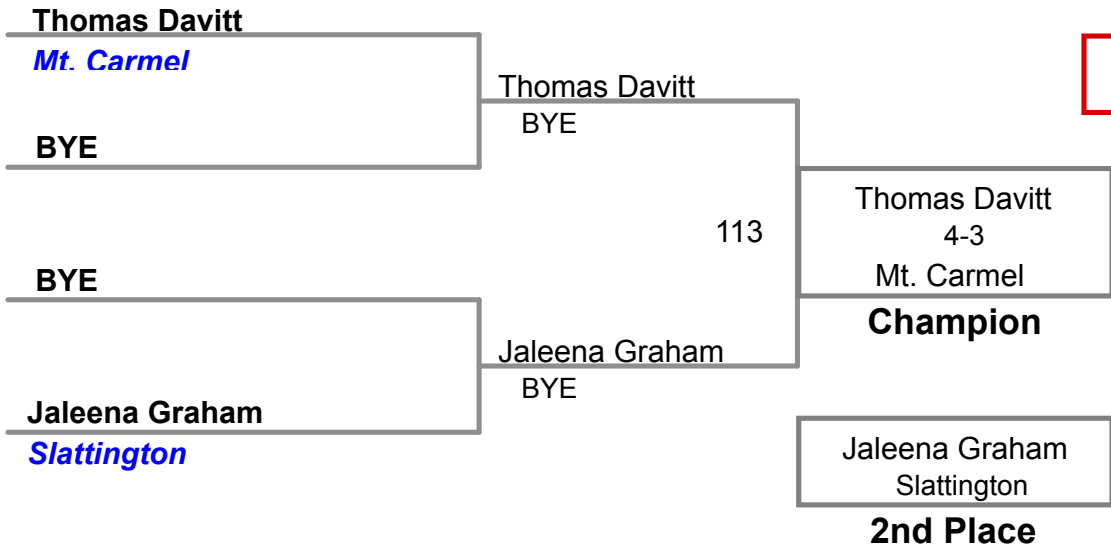 Thomas Davitt
Mt. Carmel
Thomas Davitt
BYE
BYE
113
Thomas Davitt
4-3
Mt. Carmel
Champion
BYE
Jaleena Graham
BYE
Jaleena Graham
Slattington
Jaleena Graham
Slattington
2nd Place